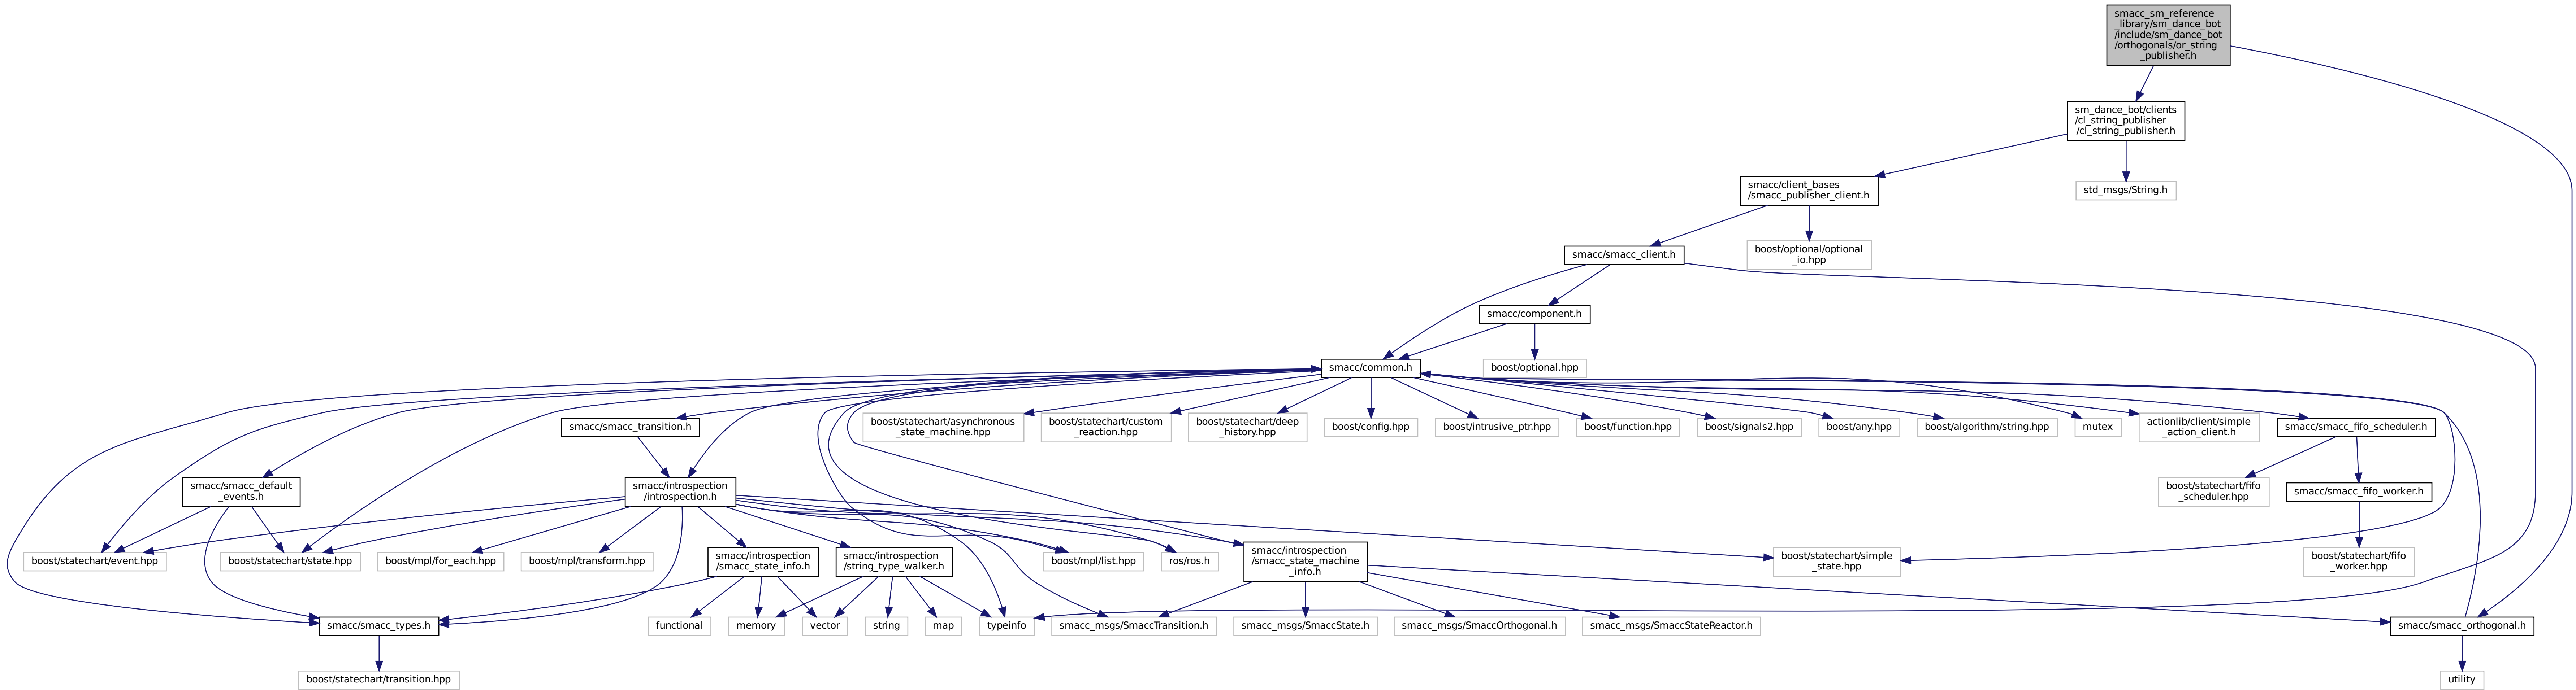 smacc_sm_reference
_library/sm_dance_bot
/include/sm_dance_bot
/orthogonals/or_string
_publisher.h
sm_dance_bot/clients
/cl_string_publisher
/cl_string_publisher.h
smacc/client_bases
/smacc_publisher_client.h
std_msgs/String.h
smacc/smacc_client.h
boost/optional/optional
_io.hpp
smacc/component.h
smacc/common.h
boost/optional.hpp
smacc/smacc_transition.h
boost/statechart/asynchronous
_state_machine.hpp
boost/statechart/custom
_reaction.hpp
boost/statechart/deep
_history.hpp
boost/config.hpp
boost/intrusive_ptr.hpp
boost/function.hpp
boost/signals2.hpp
boost/any.hpp
boost/algorithm/string.hpp
mutex
actionlib/client/simple
_action_client.h
smacc/smacc_fifo_scheduler.h
smacc/smacc_default
_events.h
smacc/introspection
/introspection.h
boost/statechart/fifo
_scheduler.hpp
smacc/smacc_fifo_worker.h
boost/statechart/event.hpp
boost/statechart/state.hpp
boost/mpl/for_each.hpp
boost/mpl/transform.hpp
smacc/introspection
/smacc_state_info.h
smacc/introspection
/string_type_walker.h
boost/mpl/list.hpp
ros/ros.h
smacc/introspection
/smacc_state_machine
_info.h
boost/statechart/simple
_state.hpp
boost/statechart/fifo
_worker.hpp
smacc/smacc_types.h
functional
memory
vector
string
map
typeinfo
smacc_msgs/SmaccTransition.h
smacc_msgs/SmaccState.h
smacc_msgs/SmaccOrthogonal.h
smacc_msgs/SmaccStateReactor.h
smacc/smacc_orthogonal.h
boost/statechart/transition.hpp
utility